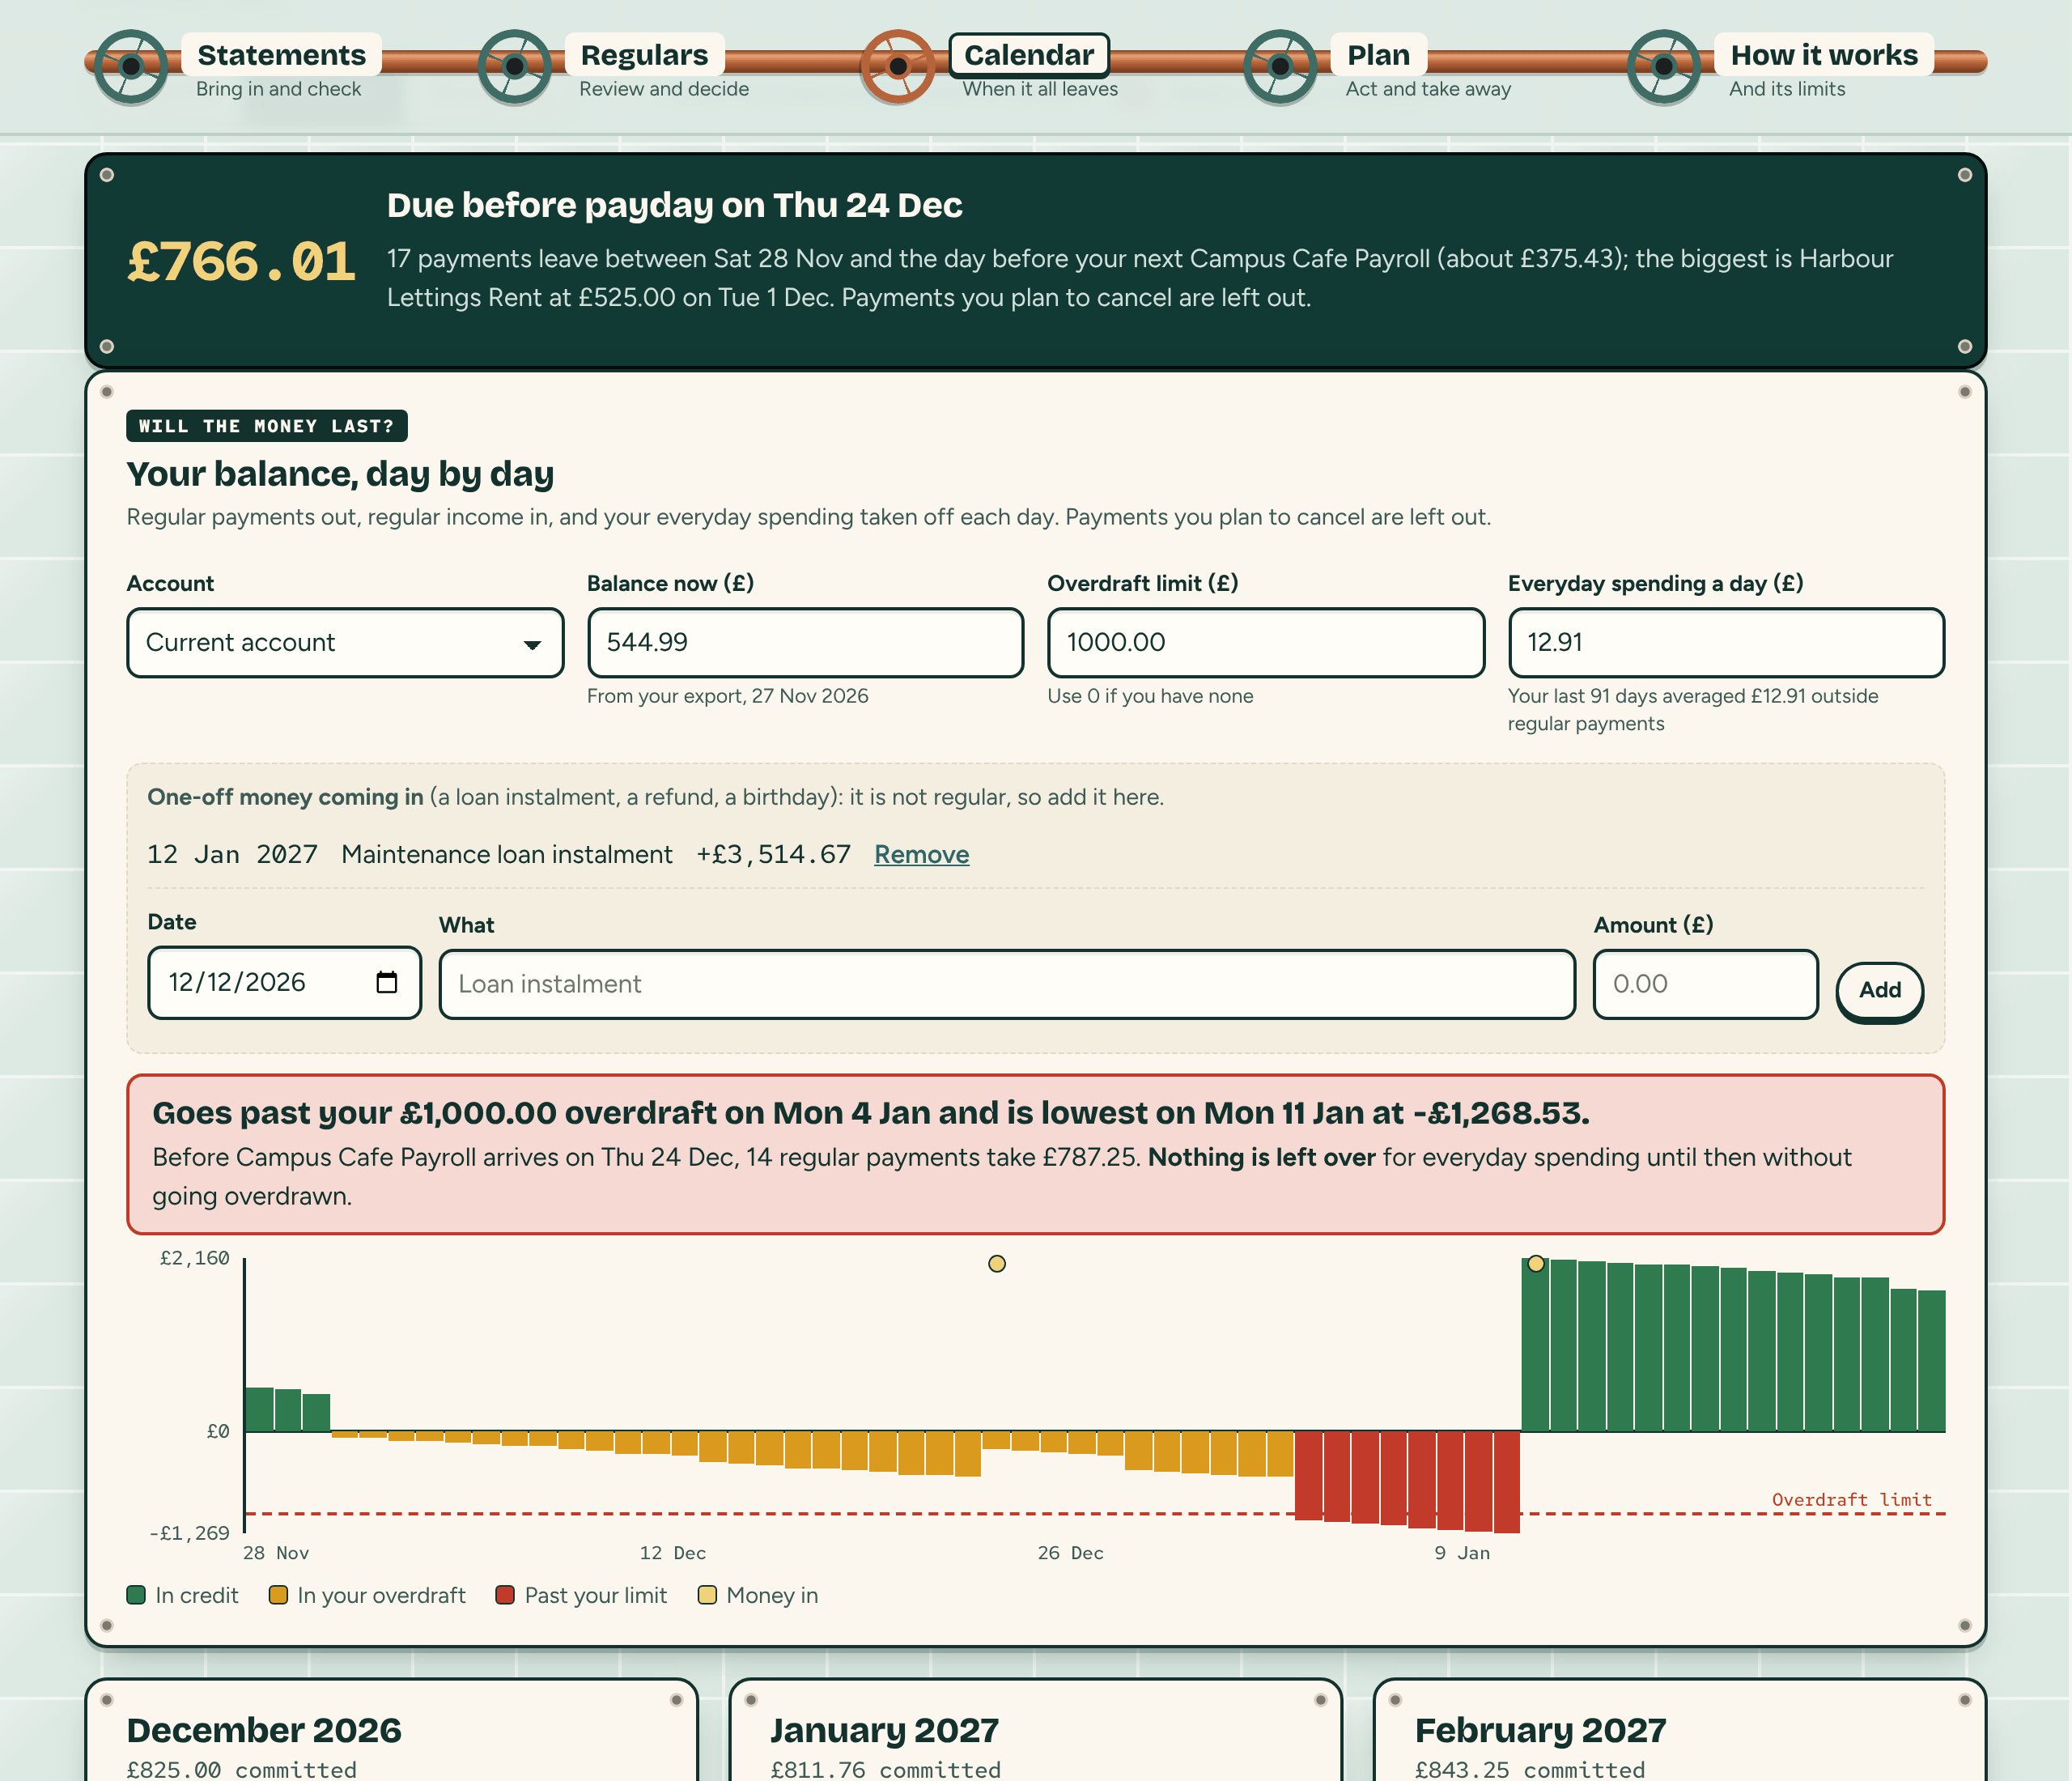 Statements
Bring in and check
Regulars
Review and decide
Calendar
When it all leaves
Plan
Act and take away
How it works
And its limits
£766.01
Due before payday on Thu 24 Dec
17 payments leave between Sat 28 Nov and the day before your next Campus Cafe Payroll (about £375.43); the biggest is Harbour
Lettings Rent at £525.00 on Tue 1 Dec. Payments you plan to cancel are left out.
WILL THE MONEY LAST?
Your balance, day by day
Regular payments out, regular income in, and your everyday spending taken off each day. Payments you plan to cancel are left out.
Account
Current account
Balance now (£)
544.99
From your export, 27 Nov 2026
Overdraft limit (£)
1000.00
Use 0 if you have none
Everyday spending a day (£)
12.91
Your last 91 days averaged £12.91 outside
regular payments
One-off money coming in (a loan instalment, a refund, a birthday): it is not regular, so add it here.
12 Jan 2027 Maintenance loan instalment +£3,514.67 Remove
Date
12/12/2026
What
Loan instalment
Amount (£)
0.00
Add
Goes past your £1,000.00 overdraft on Mon 4 Jan and is lowest on Mon 11 Jan at -£1,268.53.
Before Campus Cafe Payroll arrives on Thu 24 Dec, 14 regular payments take £787.25. Nothing is left over for everyday spending until then without
going overdrawn.
£2,160
£0
-£1,269
Overdraft limit
28 Nov
12 Dec
26 Dec
9 Jan
In credit
In your overdraft
Past your limit
Money in
December 2026
£825.00 committed
January 2027
£811.76 committed
February 2027
£843.25 committed